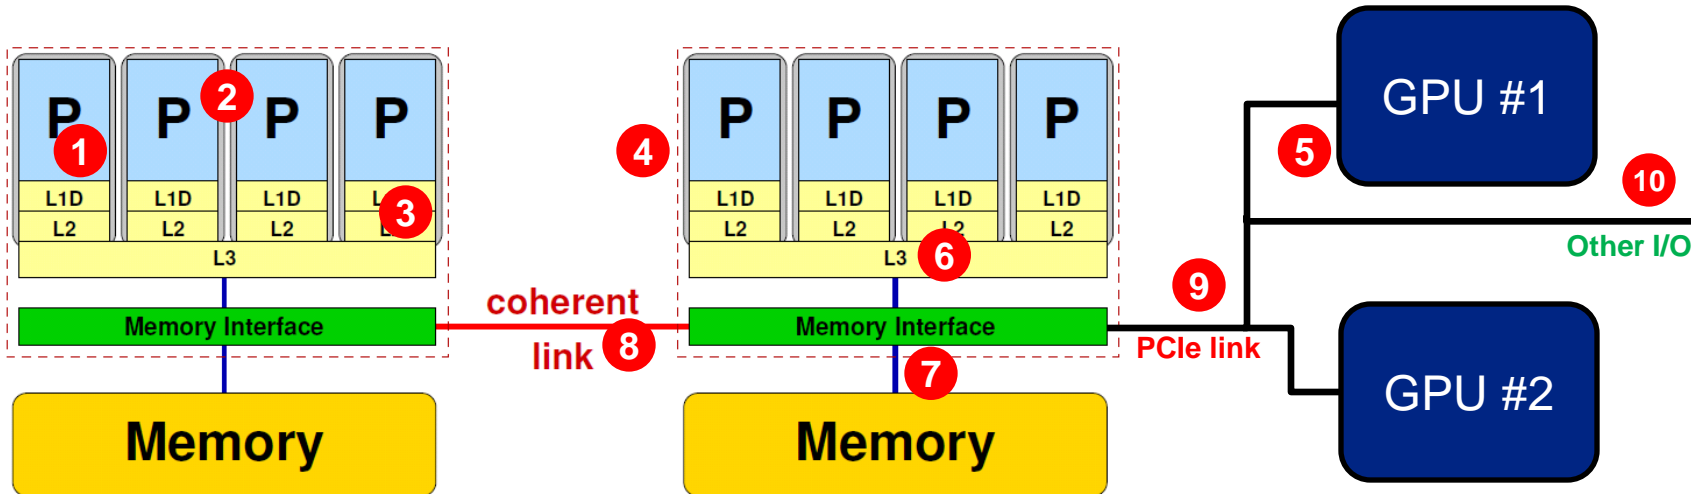 P P P P
1
2
L1D L1D L1D
3
L2 L2 L2
L3
Memory Interface
Memory
coherent
link
8
P P P P
4
L1D L1D L1D L1D
L2 L2 L2 L2
L3
6
Memory Interface
7
Memory
PCIe link
9
GPU #1
5
10
Other I/O
GPU #2